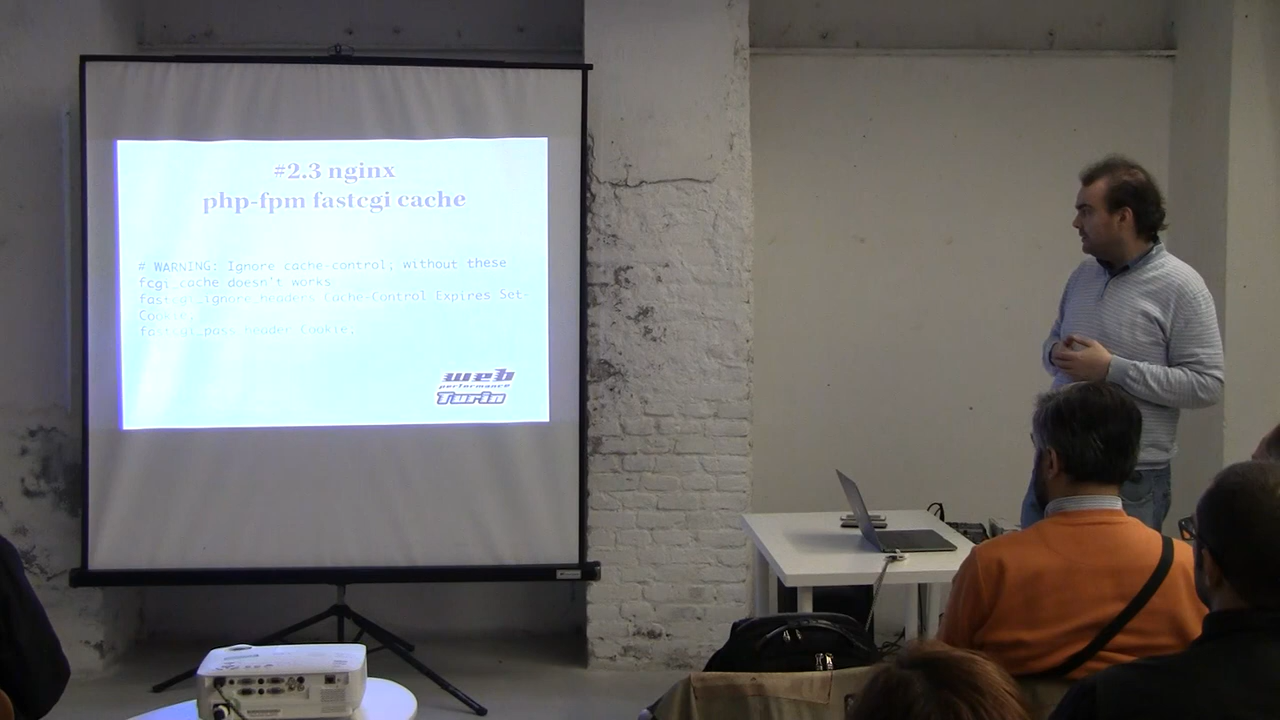 #2.3 nginx
php-fpm fastcgi cache
# WARNING: Ignore cache-control; without these
fcgi_cache doesn't works
fastcgi_ignore_headers Cache-Control Expires Set-
Cookie;
fastcgi_pass_header Cookie;
web
performance
Turin